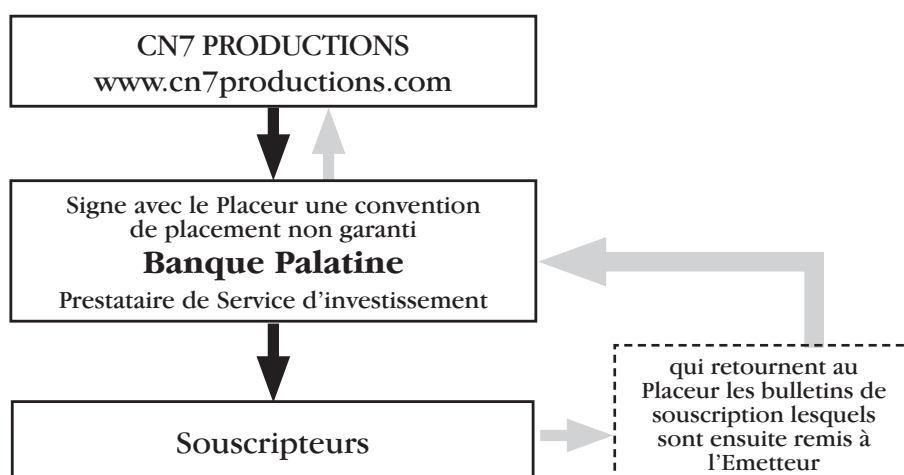 CN7 PRODUCTIONS
www.cn7productions.com
Signe avec le Placeur une convention
de placement non garanti
Banque Palatine
Prestataire de Service d'investissement
Souscripteurs
qui retournent au
Placeur les bulletins de
souscription lesquels
sont ensuite remis à
l'Emetteur